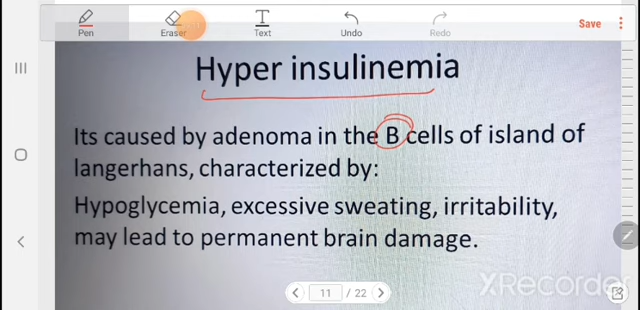 Pen
Eraser
Text
Undo
Redo
Save
Hyper insulinemia
Its caused by adenoma in the B cells of island of
langerhans, characterized by:
Hypoglycemia, excessive sweating, irritability,
may lead to permanent brain damage.
11 / 22
XRecorder